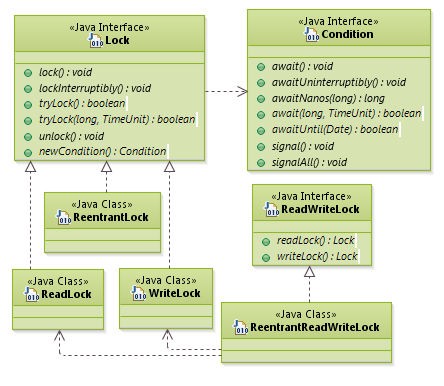 «Java Interface»
Lock
lock() : void
lockInterruptibly() : void
tryLock() : boolean
tryLock(long, TimeUnit) : boolean
unlock() : void
newCondition() : Condition
«Java Interface»
Condition
await() : void
awaitUninterruptibly() : void
awaitNanos(long) : long
await(long, TimeUnit) : boolean
awaitUntil(Date) : boolean
signal() : void
signalAll() : void
«Java Class»
ReentrantLock
«Java Interface»
ReadWriteLock
readLock() : Lock
writeLock() : Lock
«Java Class»
ReadLock
«Java Class»
WriteLock
«Java Class»
ReentrantReadWriteLock